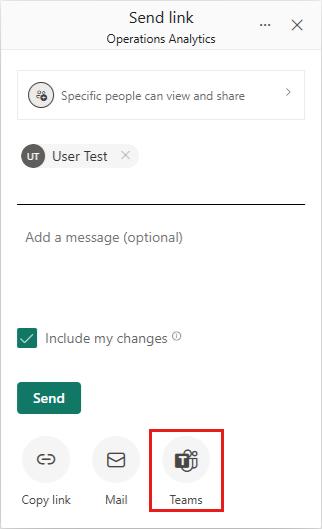 Send link
Operations Analytics
Specific people can view and share
UT User Test
Add a message (optional)
Include my changes
Send
Copy link Mail Teams